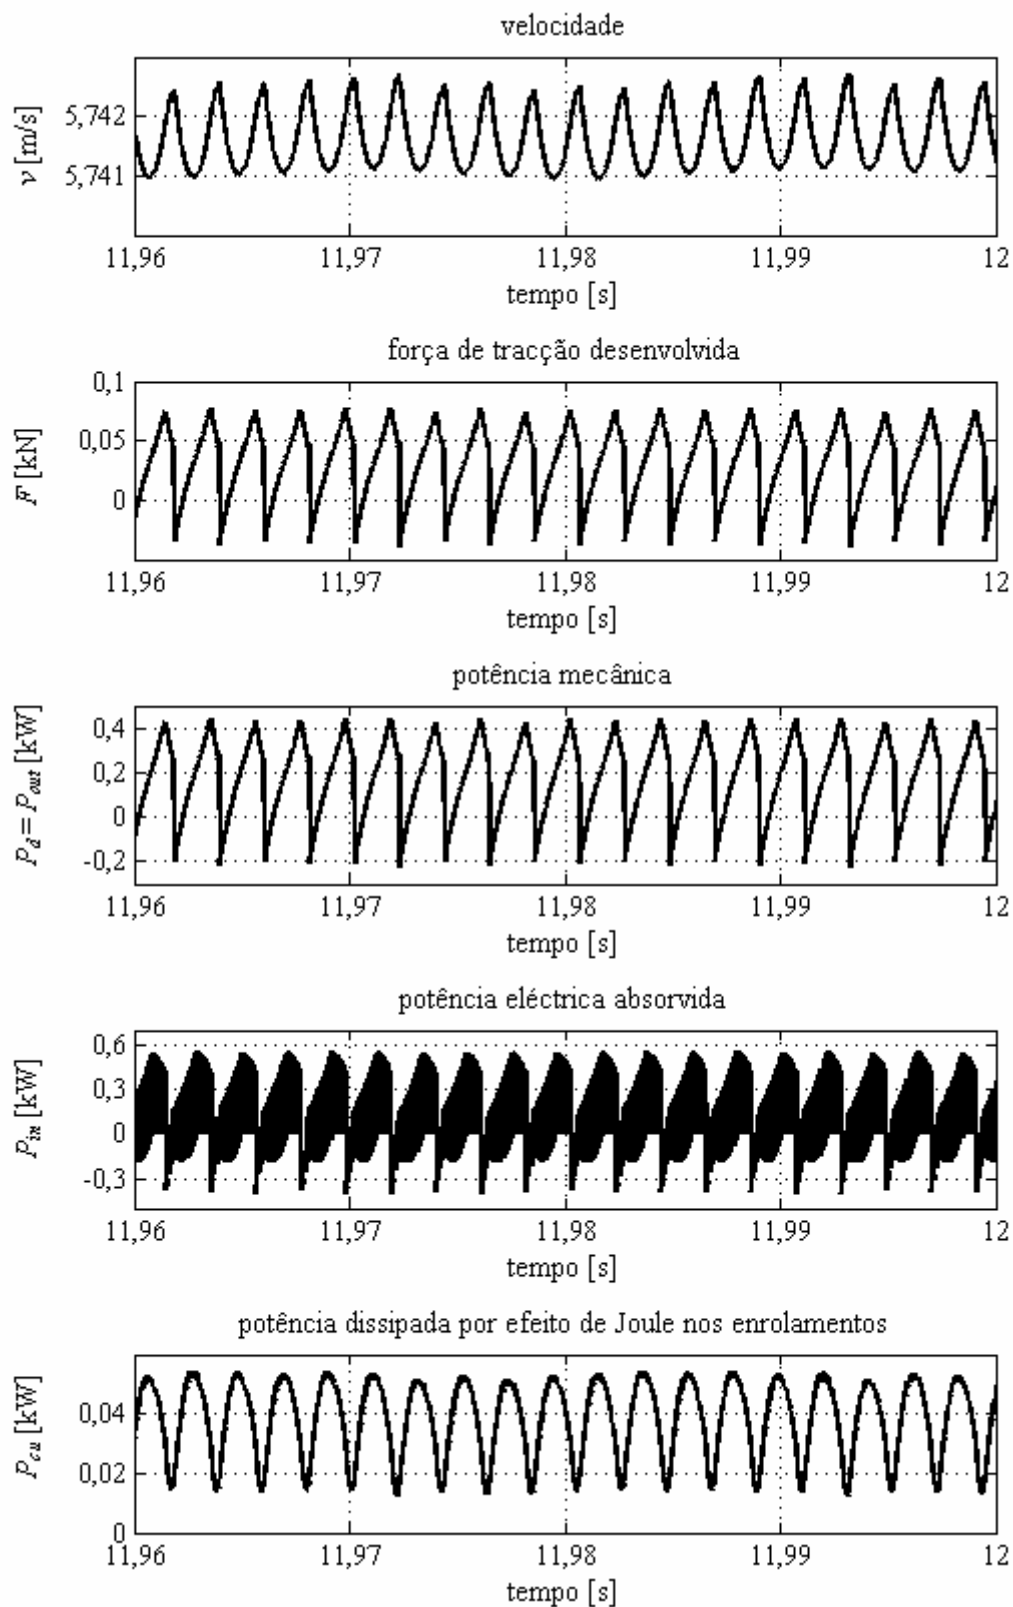 velocidade
v [m/s]
5,742
5,741
11,96 11,97 11,98 11,99 12
tempo [s]
força de tracção desenvolvida
F [kN]
0,1
0,05
0
11,96 11,97 11,98 11,99 12
tempo [s]
potência mecânica
Pd = Pout [kW]
0,4
0,2
0
-0,2
11,96 11,97 11,98 11,99 12
tempo [s]
potência eléctrica absorvida
Pin [kW]
0,6
0,3
0
-0,3
11,96 11,97 11,98 11,99 12
tempo [s]
potência dissipada por efeito de Joule nos enrolamentos
Pcu [kW]
0,04
0,02
0
11,96 11,97 11,98 11,99 12
tempo [s]